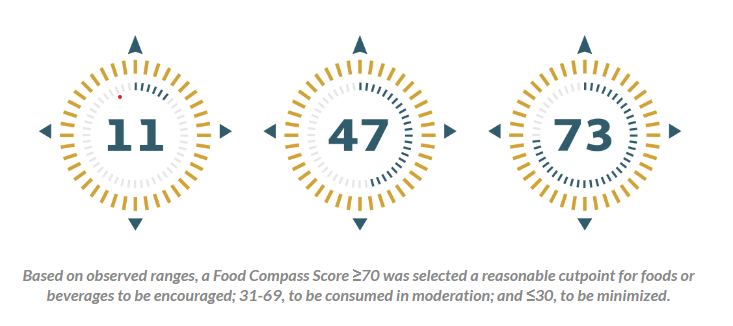 11 47 73
Based on observed ranges, a Food Compass Score ≥70 was selected a reasonable cutpoint for foods or
beverages to be encouraged; 31-69, to be consumed in moderation; and ≤30, to be minimized.